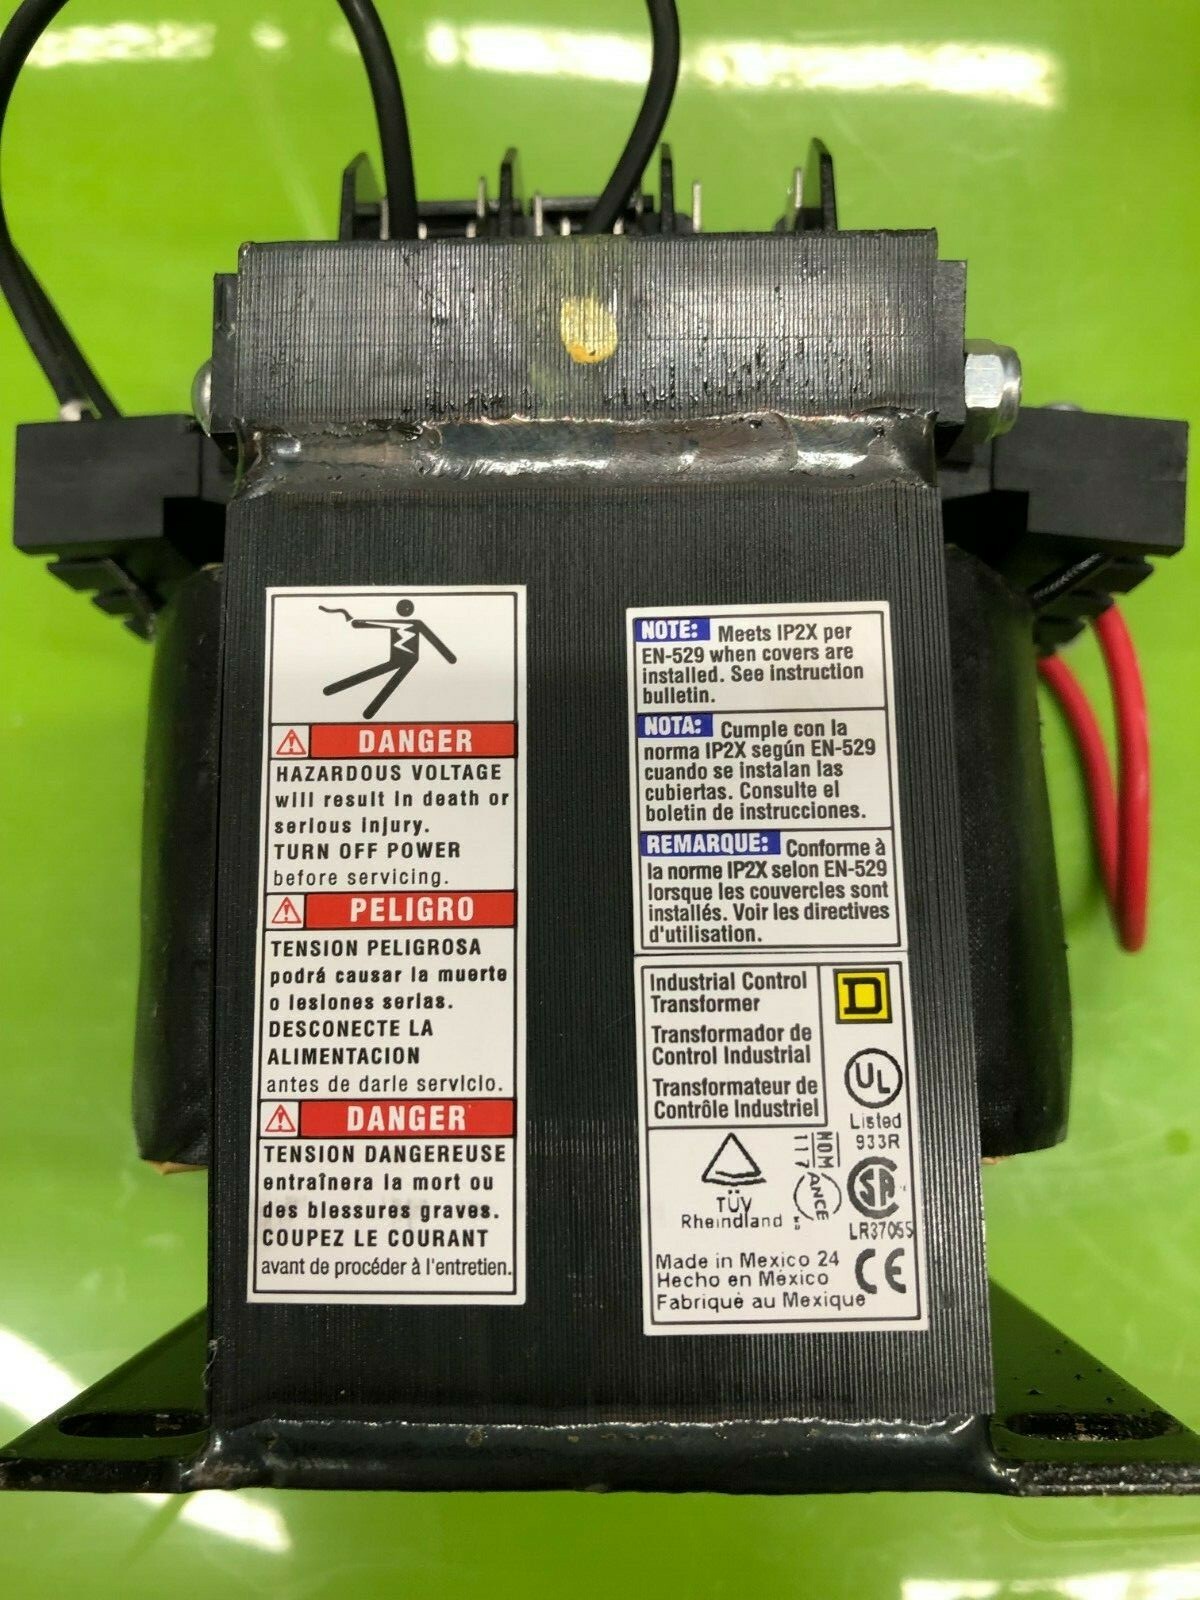 DANGER
HAZARDOUS VOLTAGE
will result in death or
serious injury.
TURN OFF POWER
before servicing.
PELIGRO
TENSION PELIGROSA
podrá causar la muerte
o lesiones serias.
DESCONECTE LA
ALIMENTACION
antes de darle servicio.
DANGER
TENSION DANGEREUSE
entraînera la mort ou
des blessures graves.
COUPEZ LE COURANT
avant de procéder à l'entretien.
NOTE: Meets IP2X per
EN-529 when covers are
installed. See instruction
bulletin.
NOTA: Cumple con la
norma IP2X según EN-529
cuando se instalan las
cubiertas. Consulte el
boletin de instrucciones.
REMARQUE: Conforme à
la norme IP2X selon EN-529
lorsque les couvercles sont
installés. Voir les directives
d'utilisation.
Industrial Control
Transformer
Transformador de
Control Industrial
Transformateur de
Contrôle Industriel
D
UL
Listed
933R
TÜV
Rheindland
NOM
117
ANCE
SA
LR37055
Made in Mexico 24
Hecho en México
Fabriqué au Mexique
CE